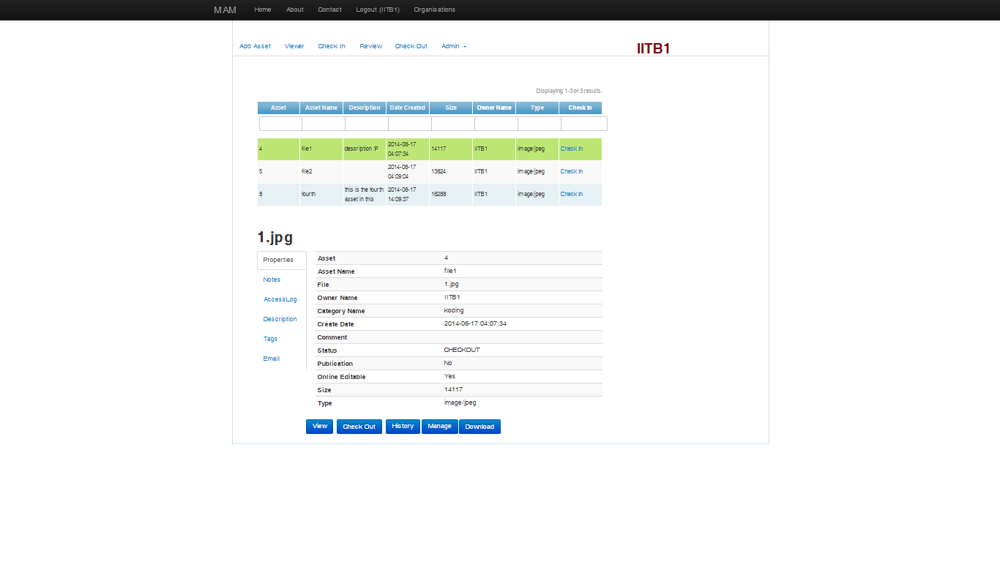 MAM Home About Contact Logout (IITB1) Organisations
Add Asset Viewer Check In Review Check Out Admin IITB1
Displaying 1-3 of 3 results.
Asset Asset Name Description Date Created Size Owner Name Type Check In
4 file1 description :P 2014-06-17 04:07:34 14117 IITB1 image/jpeg Check In
5 file2 2014-06-17 04:09:04 13624 IITB1 image/jpeg Check In
8 fourth this is the fourth asset in this 2014-06-17 14:09:37 16288 IITB1 image/jpeg Check In
1.jpg
Properties
Notes
AccessLog
Description
Tags
Email
Asset 4
Asset Name file1
File 1.jpg
Owner Name IITB1
Category Name koding
Create Date 2014-06-17 04:07:34
Comment
Status CHECKOUT
Publication No
Online Editable Yes
Size 14117
Type image/jpeg
View Check Out History Manage Download